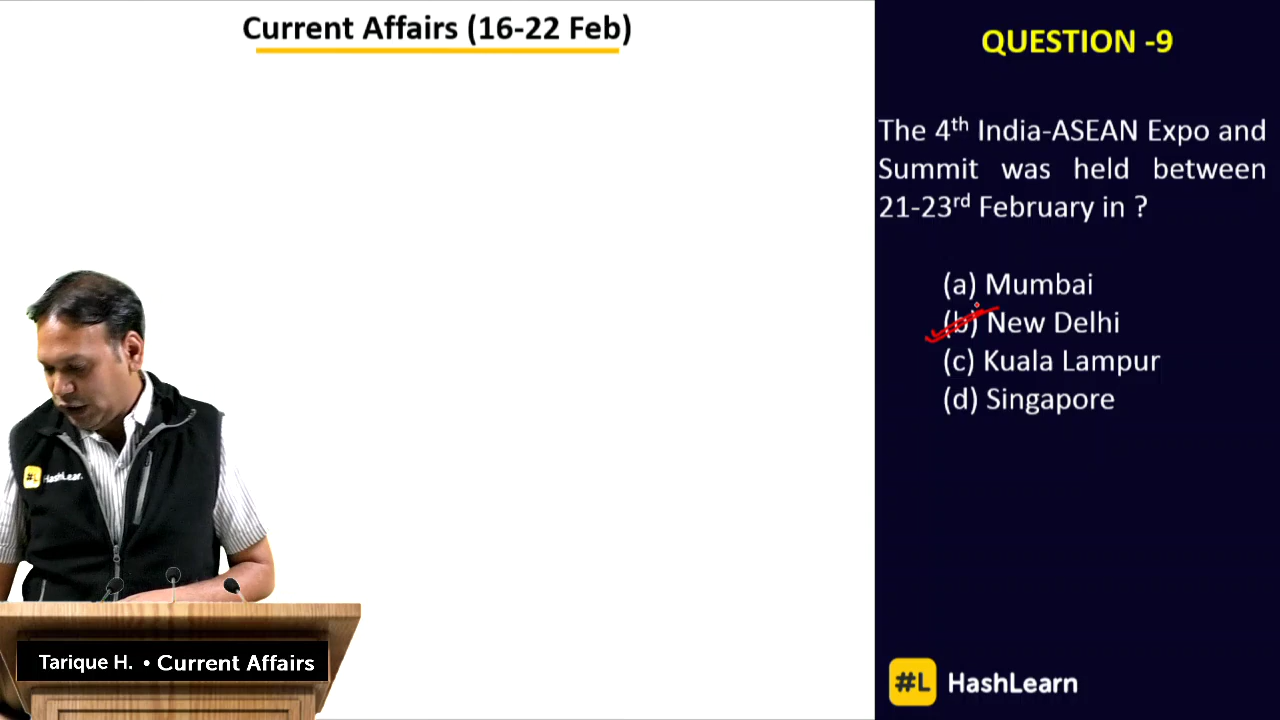 Current Affairs (16-22 Feb)
QUESTION -9
The 4th India-ASEAN Expo and
Summit was held between
21-23rd February in ?
(a) Mumbai
(b) New Delhi
(c) Kuala Lampur
(d) Singapore
#L HashLearn
Tarique H. • Current Affairs
#L HashLearn